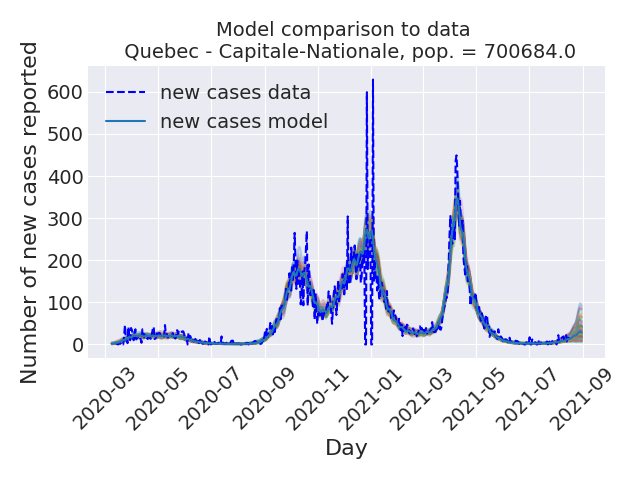 Model comparison to data
Quebec - Capitale-Nationale, pop. = 700684.0
Number of new cases reported
600
500
400
300
200
100
0
new cases data
new cases model
2020-03
2020-05
2020-07
2020-09
2020-11
2021-01
2021-03
2021-05
2021-07
2021-09
Day